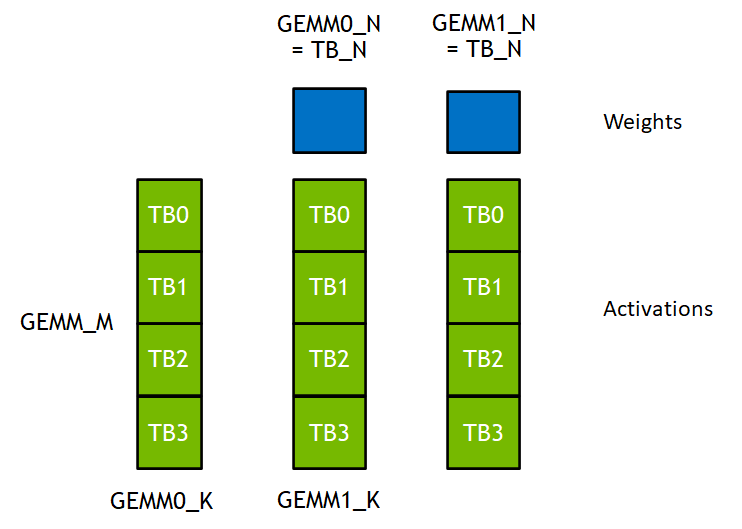 GEMM0_N
= TB_N
GEMM1_N
= TB_N
Weights
TB0
TB0
TB0
TB1
TB1
TB1
GEMM_M
Activations
TB2
TB2
TB2
TB3
TB3
TB3
GEMM0_K
GEMM1_K